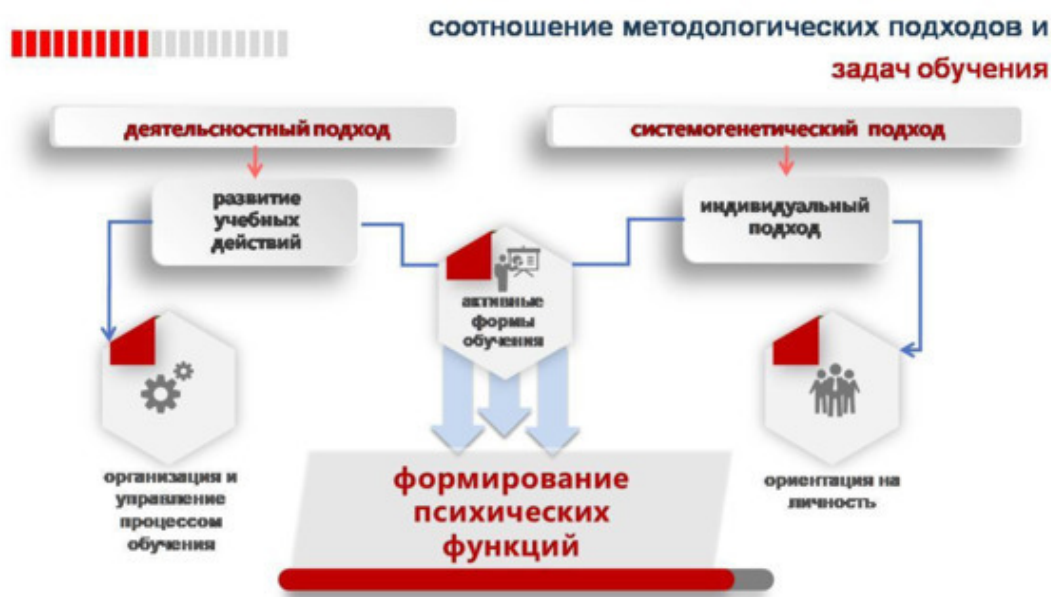 соотношение методологических подходов и
задач обучения
деятельсностный подход
системогенетический подход
развитие
учебных
действий
индивидуальный
подход
активные
формы
обучения
организация и
управление
процессом
обучения
ориентация на
личность
формирование
психических
функций